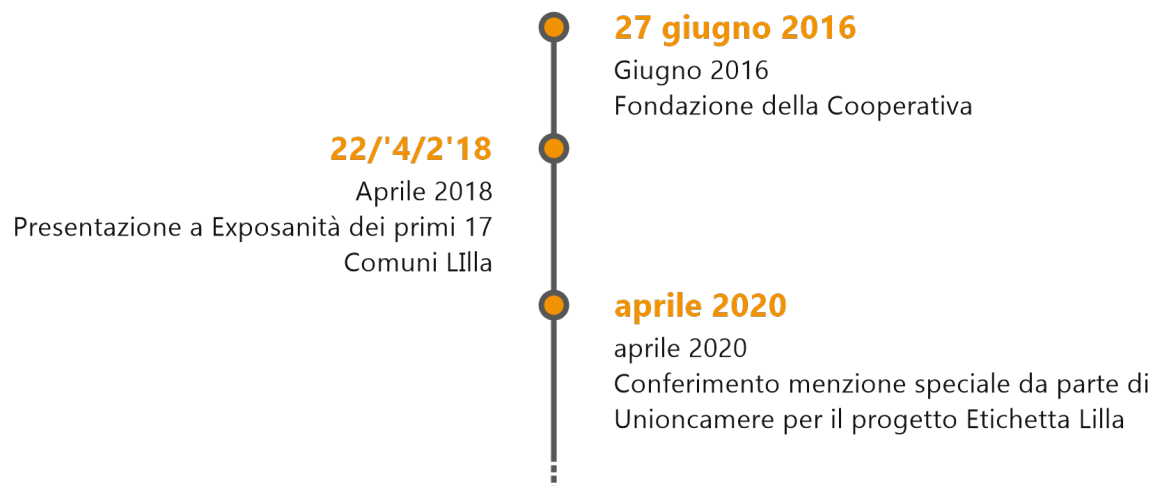 27 giugno 2016
Giugno 2016
Fondazione della Cooperativa
22/'4/2'18
Aprile 2018
Presentazione a Exposanità dei primi 17
Comuni LIlla
aprile 2020
aprile 2020
Conferimento menzione speciale da parte di
Unioncamere per il progetto Etichetta Lilla